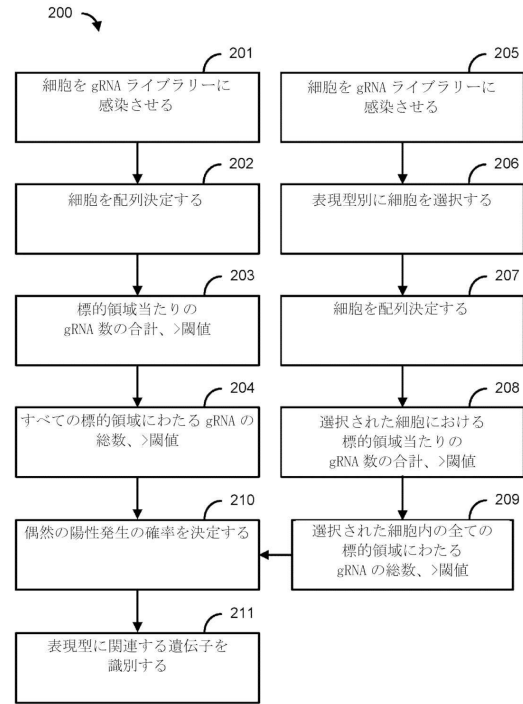 200
201
細胞を gRNA ライブラリーに
感染させる
202
細胞を配列決定する
203
標的領域当たりの
gRNA 数の合計、>閾値
204
すべての標的領域にわたる gRNA の
総数、>閾値
210
偶然の陽性発生の確率を決定する
211
表現型に関連する遺伝子を
識別する
205
細胞を gRNA ライブラリーに
感染させる
206
表現型別に細胞を選択する
207
細胞を配列決定する
208
選択された細胞における
標的領域当たりの
gRNA 数の合計、>閾値
209
選択された細胞内の全ての
標的領域にわたる
gRNA の総数、>閾値